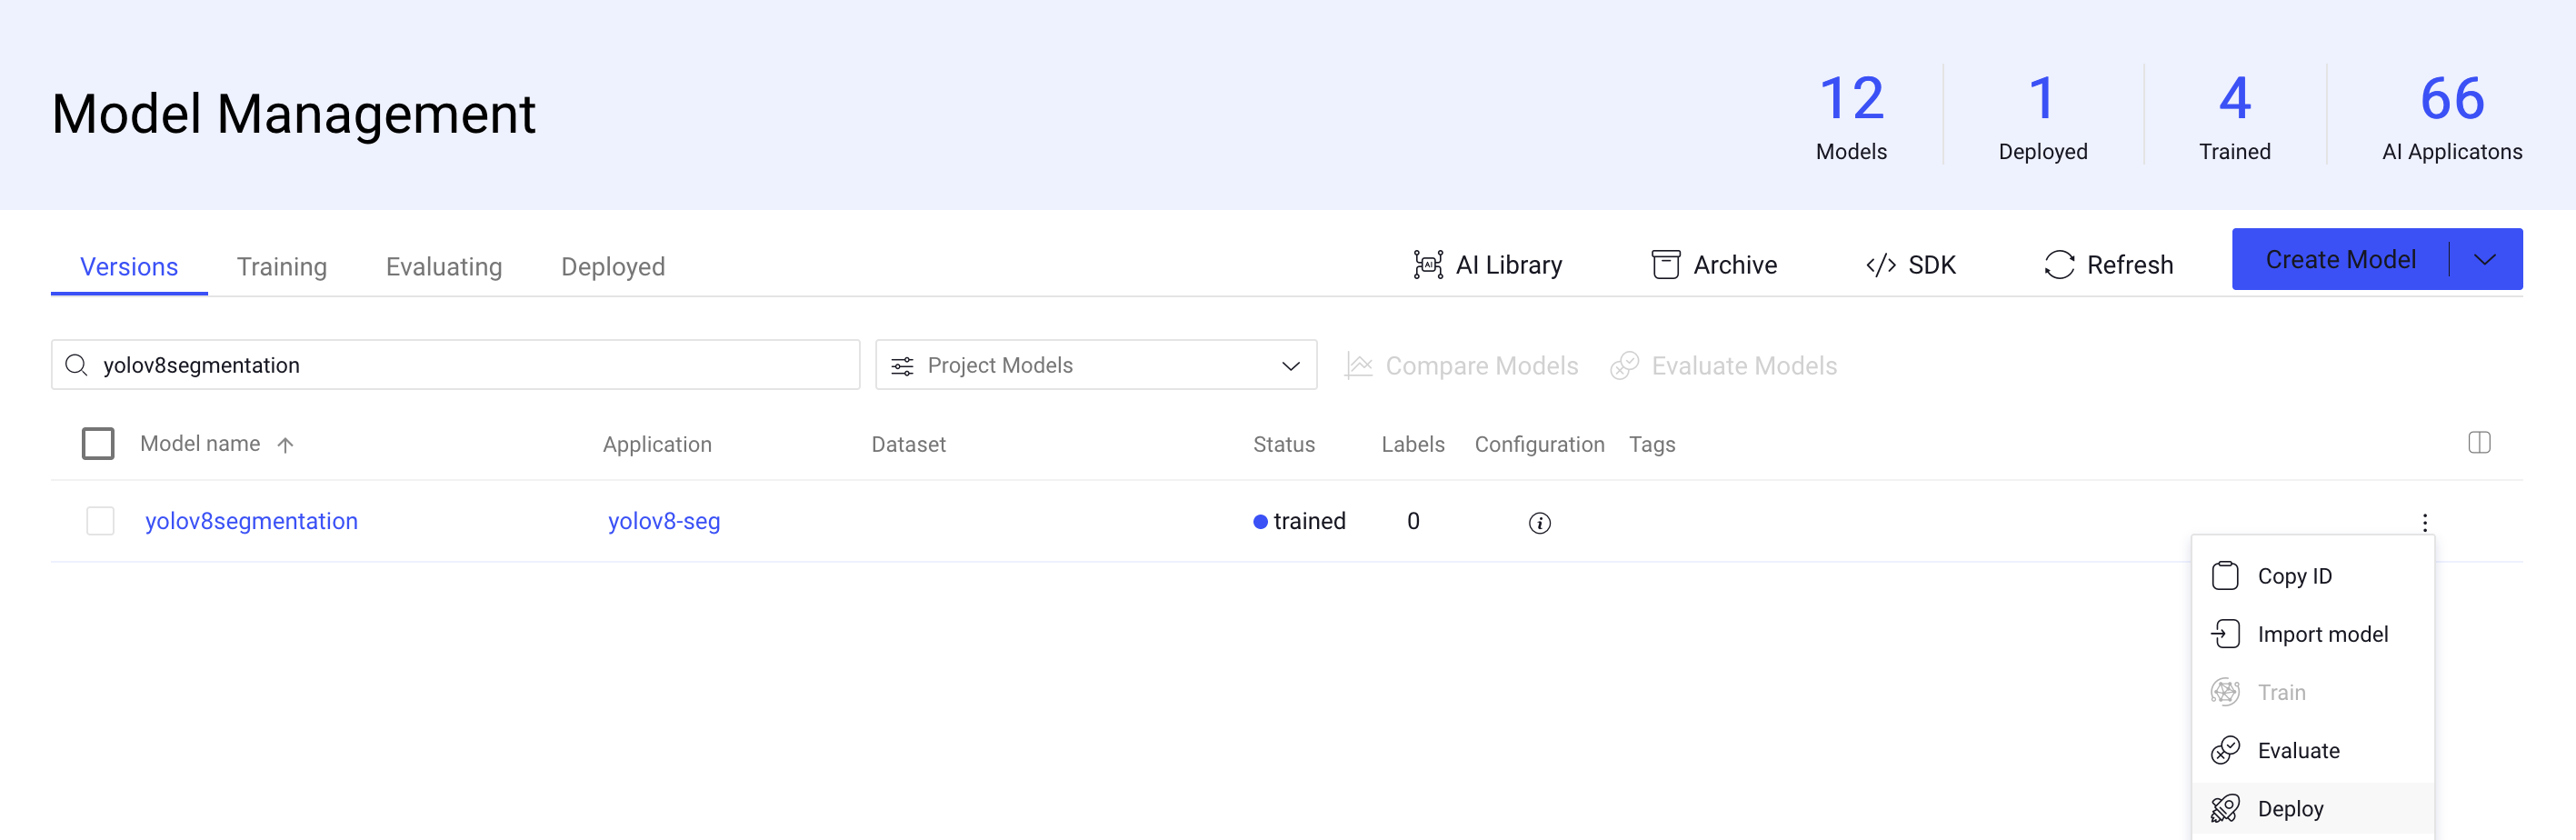 Model Management
12
Models
1
Deployed
4
Trained
66
AI Applicatons
Versions
Training
Evaluating
Deployed
AI Library
Archive
</> SDK
Refresh
Create Model
yolov8segmentation
Project Models
Compare Models
Evaluate Models
Model name
Application
Dataset
Status
Labels
Configuration
Tags
yolov8segmentation
yolov8-seg
trained
0
Copy ID
Import model
Train
Evaluate
Deploy